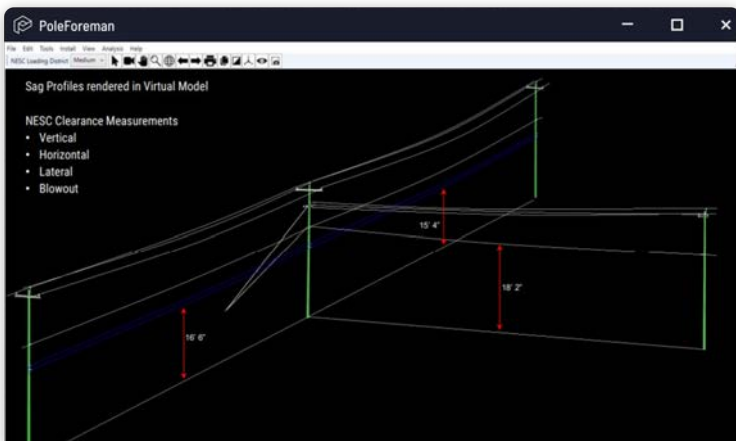 PoleForeman
File Edit Tools Install View Analysis Help
NESC Loading District Medium
Sag Profiles rendered in Virtual Model
NESC Clearance Measurements
• Vertical
• Horizontal
• Lateral
• Blowout
15' 4"
18' 2"
16' 6"